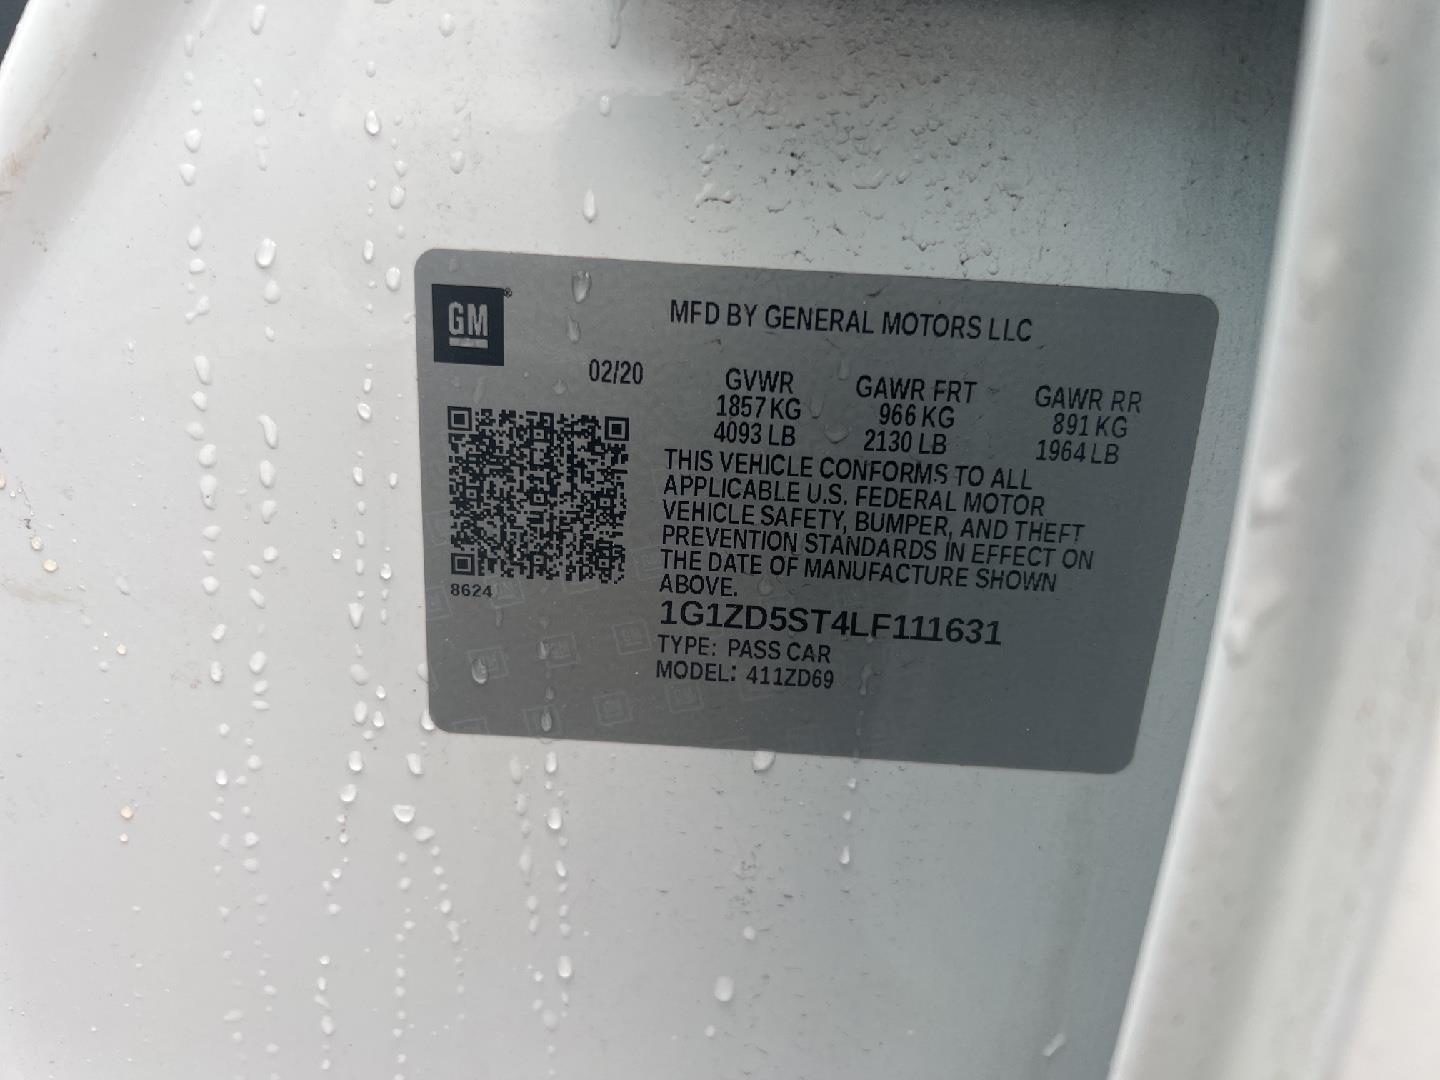 GM®
MFD BY GENERAL MOTORS LLC
02/20
GVWR GAWR FRT GAWR RR
1857 KG 966 KG 891 KG
4093 LB 2130 LB 1964 LB
THIS VEHICLE CONFORMS TO ALL
APPLICABLE U.S. FEDERAL MOTOR
VEHICLE SAFETY, BUMPER, AND THEFT
PREVENTION STANDARDS IN EFFECT ON
THE DATE OF MANUFACTURE SHOWN
ABOVE.
8624
1G1ZD5ST4LF111631
TYPE: PASS CAR
MODEL: 411ZD69